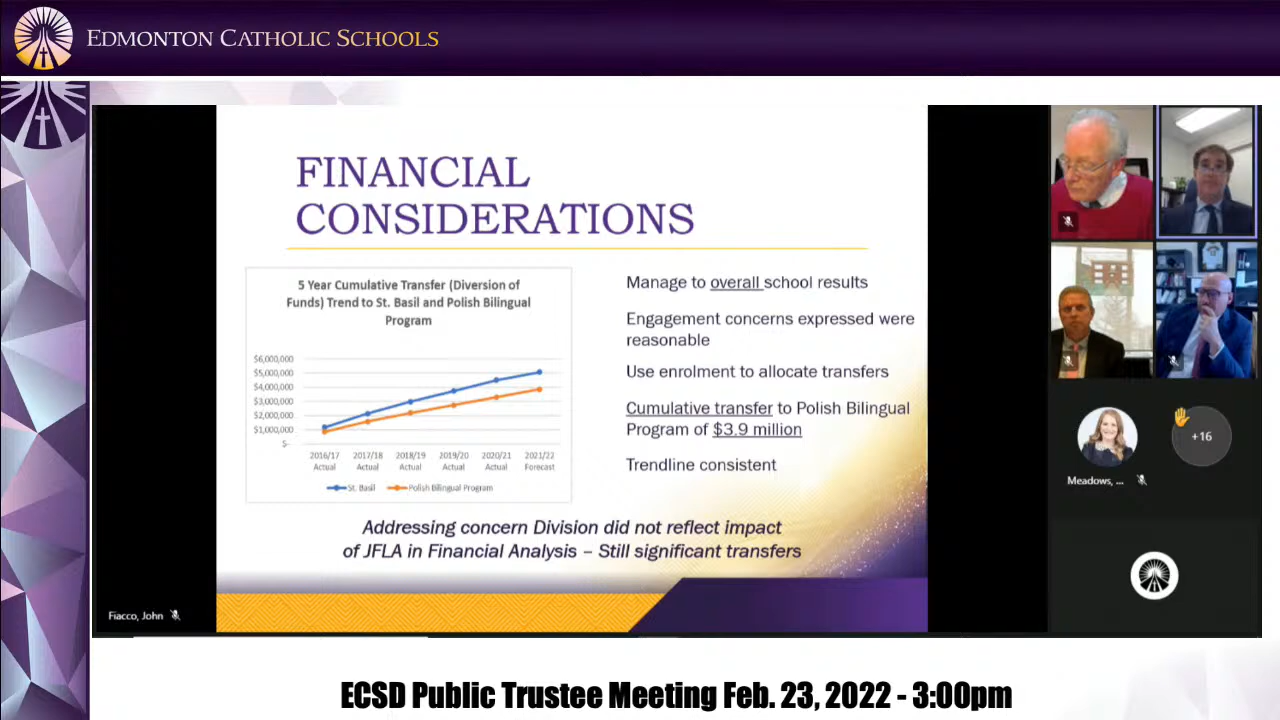 EDMONTON CATHOLIC SCHOOLS
FINANCIAL
CONSIDERATIONS
5 Year Cumulative Transfer (Diversion of
Funds) Trend to St. Basil and Polish Bilingual
Program
$6,000,000
$5,000,000
$4,000,000
$3,000,000
$2,000,000
$1,000,000
$-
2016/17 2017/18 2018/19 2019/20 2020/21 2021/22
Actual Actual Actual Actual Actual Forecast
St. Basil Polish Bilingual Program
Manage to overall school results
Engagement concerns expressed were
reasonable
Use enrolment to allocate transfers
Cumulative transfer to Polish Bilingual
Program of $3.9 million
Trendline consistent
Addressing concern Division did not reflect impact
of JFLA in Financial Analysis – Still significant transfers
Fiacco, John
+16
Meadows, ...
ECSD Public Trustee Meeting Feb. 23, 2022 - 3:00pm